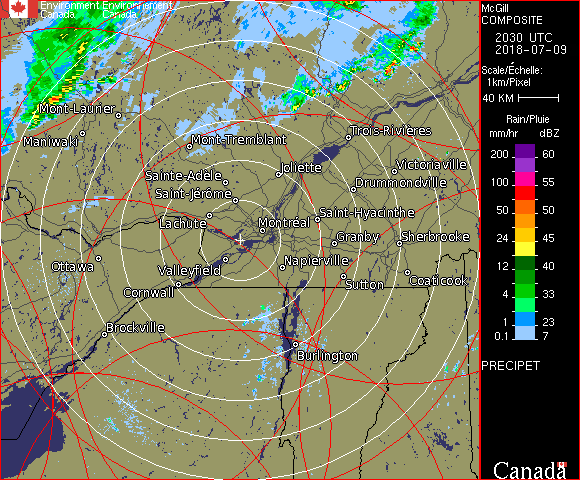 Environment Environnement
Canada Canada
McGill
COMPOSITE
2030 UTC
2018-07-09
Scale/Échelle:
1km/Pixel
40 KM
Rain/Pluie
mm/hr dBZ
200 60
100 55
50 50
24 45
12 40
4 33
1 23
0.1 7
PRECIPET
Canada
Mont-Laurier
Maniwaki
Mont-Tremblant
Trois-Rivières
Joliette
Victoriaville
Sainte-Adèle
Drummondville
Saint-Jérôme
Lachute
Montréal
Saint-Hyacinthe
Granby
Sherbrooke
Ottawa
Valleyfield
Napierville
Cornwall
Sutton
Coaticook
Brockville
Burlington